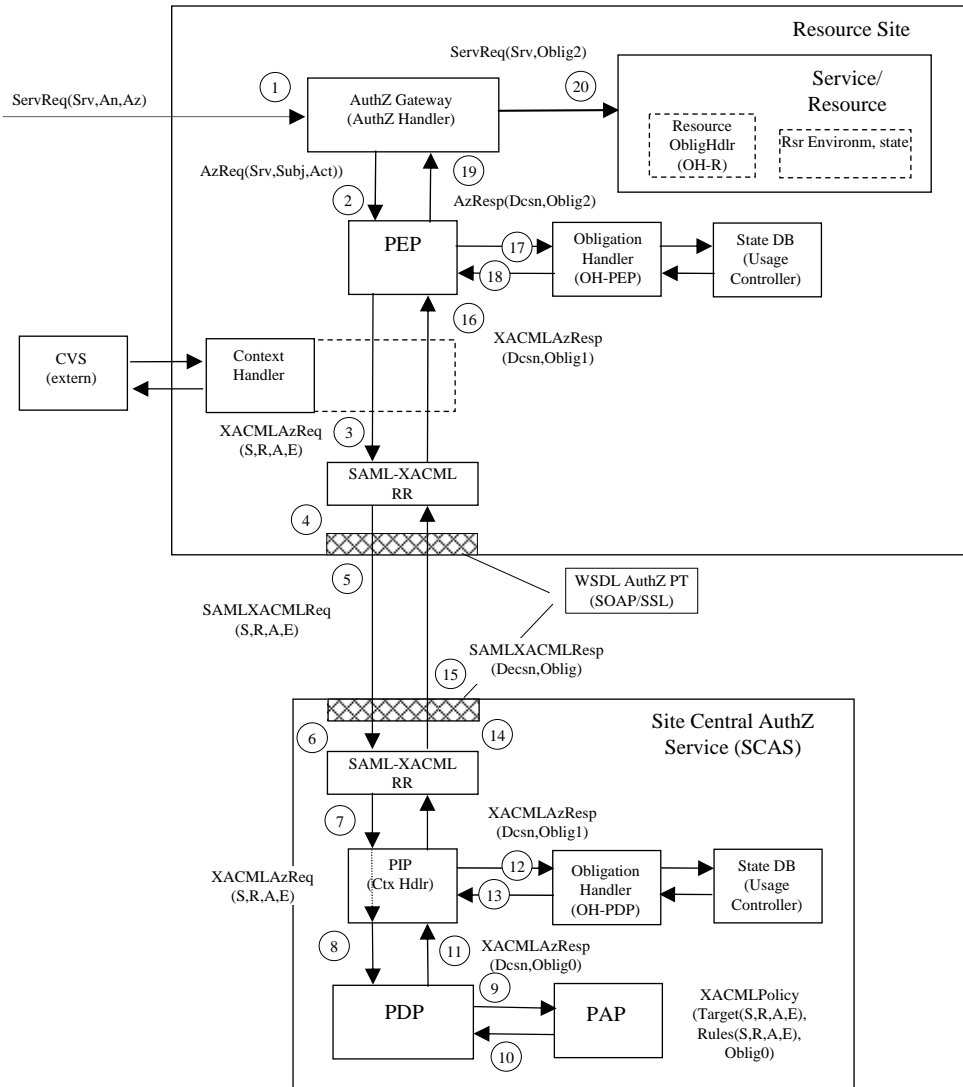 Resource Site
ServReq(Srv,Oblig2)
1
20
ServReq(Srv,An,Az)
AuthZ Gateway
(AuthZ Handler)
Service/
Resource
Resource
ObligHdlr
(OH-R)
Rsr Environm, state
AzReq(Srv,Subj,Act))
19
2
AzResp(Dcsn,Oblig2)
PEP
17
18
Obligation
Handler
(OH-PEP)
State DB
(Usage
Controller)
16
XACMLAzResp
(Dcsn,Oblig1)
CVS
(extern)
Context
Handler
XACMLAzReq
(S,R,A,E)
3
SAML-XACML
RR
4
5
WSDL AuthZ PT
(SOAP/SSL)
SAMLXACMLReq
(S,R,A,E)
SAMLXACMLResp
(Decsn,Oblig)
15
6
14
Site Central AuthZ
Service (SCAS)
SAML-XACML
RR
7
XACMLAzResp
(Dcsn,Oblig1)
XACMLAzReq
(S,R,A,E)
PIP
(Ctx Hdlr)
12
13
Obligation
Handler
(OH-PDP)
State DB
(Usage
Controller)
8
11
XACMLAzResp
(Dcsn,Oblig0)
9
PDP
PAP
10
XACMLPolicy
(Target(S,R,A,E),
Rules(S,R,A,E),
Oblig0)